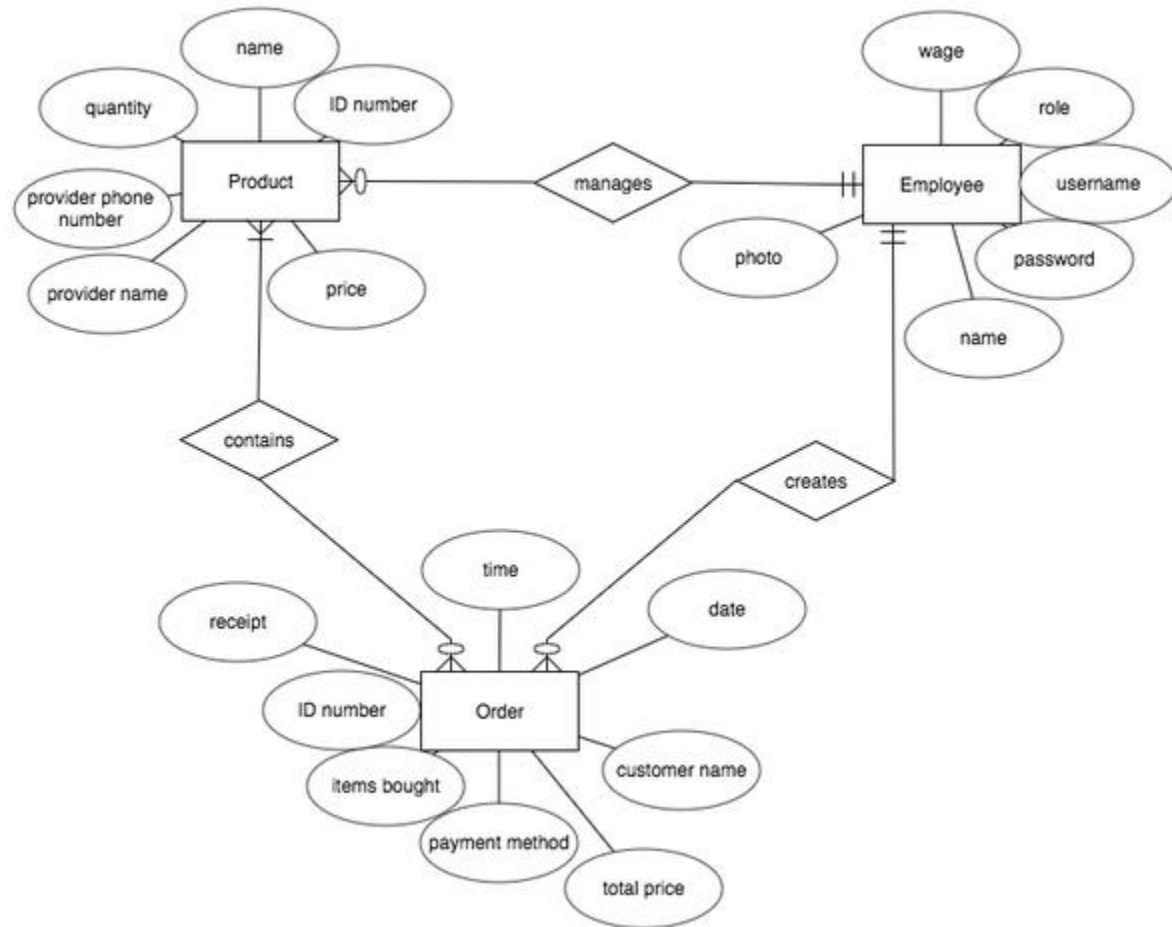 name
wage
quantity
ID number
role
Product
manages
Employee
username
provider phone
number
photo
password
provider name
price
name
contains
creates
time
date
receipt
ID number
Order
items bought
customer name
payment method
total price